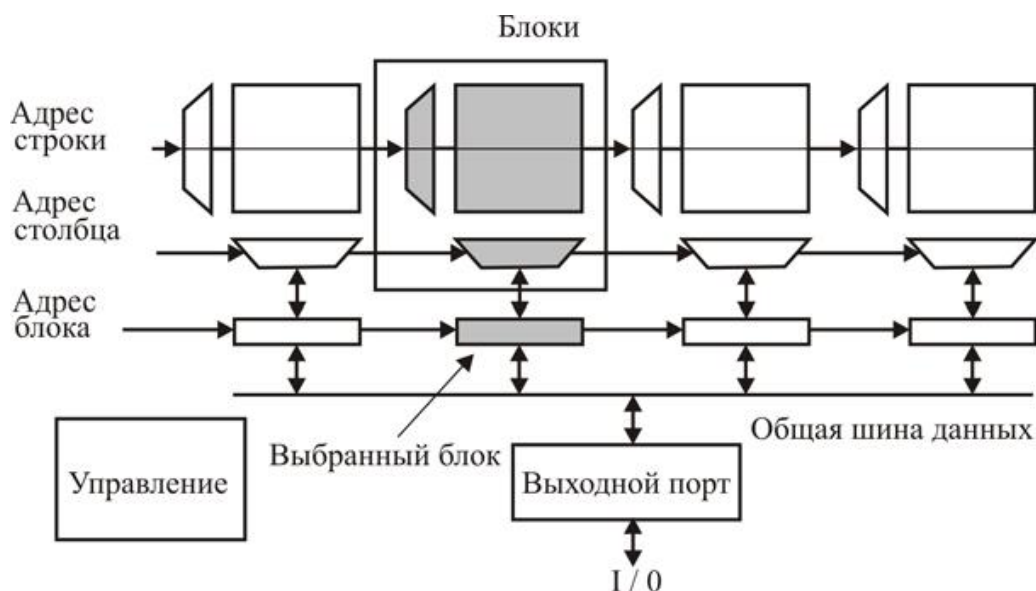 Блоки
Адрес
строки
Адрес
столбца
Адрес
блока
Общая шина данных
Выбранный блок
Управление
Выходной порт
I / 0